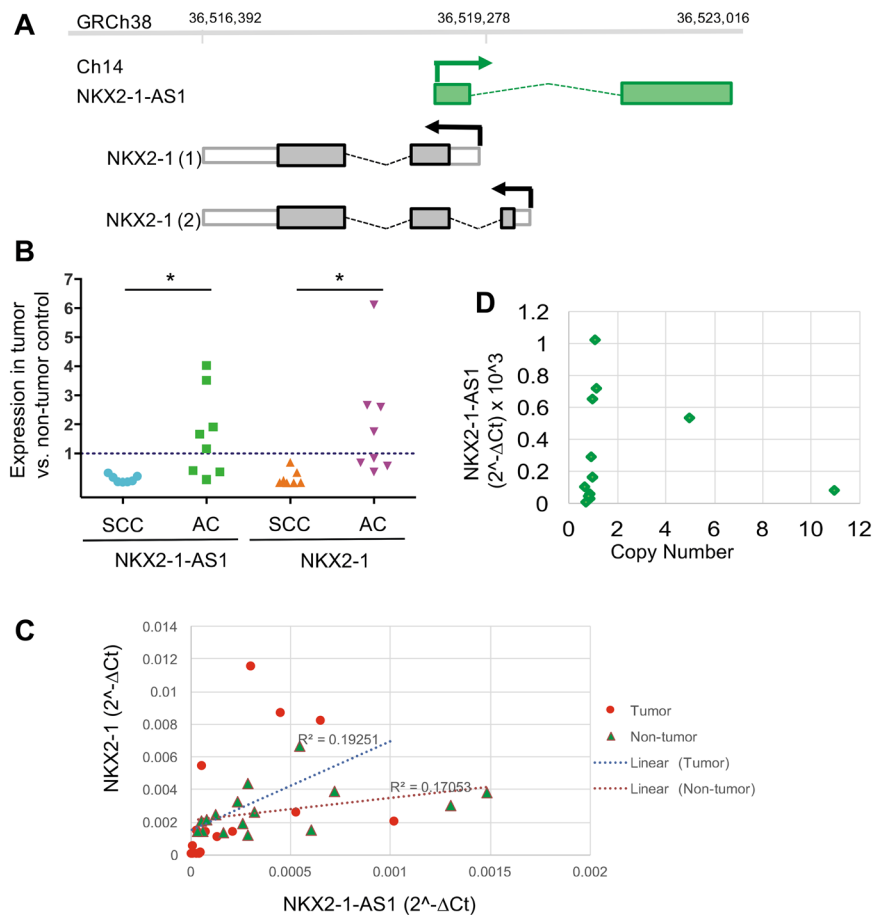 A
GRCh38
36,516,392
36,519,278
36,523,016
Ch14
NKX2-1-AS1
NKX2-1 (1)
NKX2-1 (2)
B
Expression in tumor
vs. non-tumor control
7
6
5
4
3
2
1
*
*
SCC
AC
SCC
AC
NKX2-1-AS1
NKX2-1
D
NKX2-1-AS1
(2^-ΔCt) x 10^3
1.2
1
0.8
0.6
0.4
0.2
0
0
2
4
6
8
10
12
Copy Number
C
NKX2-1 (2^-ΔCt)
0.014
0.012
0.01
0.008
0.006
0.004
0.002
0
R² = 0.19251
R² = 0.17053
0
0.0005
0.001
0.0015
0.002
NKX2-1-AS1 (2^-ΔCt)
Tumor
Non-tumor
Linear (Tumor)
Linear (Non-tumor)